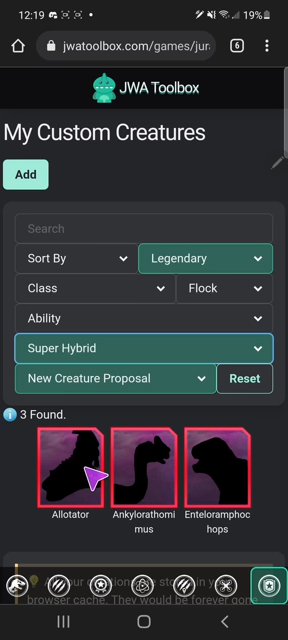 12:19
19%
jwatoolbox.com/games/jur
6
JWA Toolbox
My Custom Creatures
Add
Search
Sort By
Legendary
Class
Flock
Ability
Super Hybrid
New Creature Proposal
Reset
3 Found.
Allotator
Ankylorathomi
mus
Enteloramphoc
hops
your
browser cache. They would be forever gone